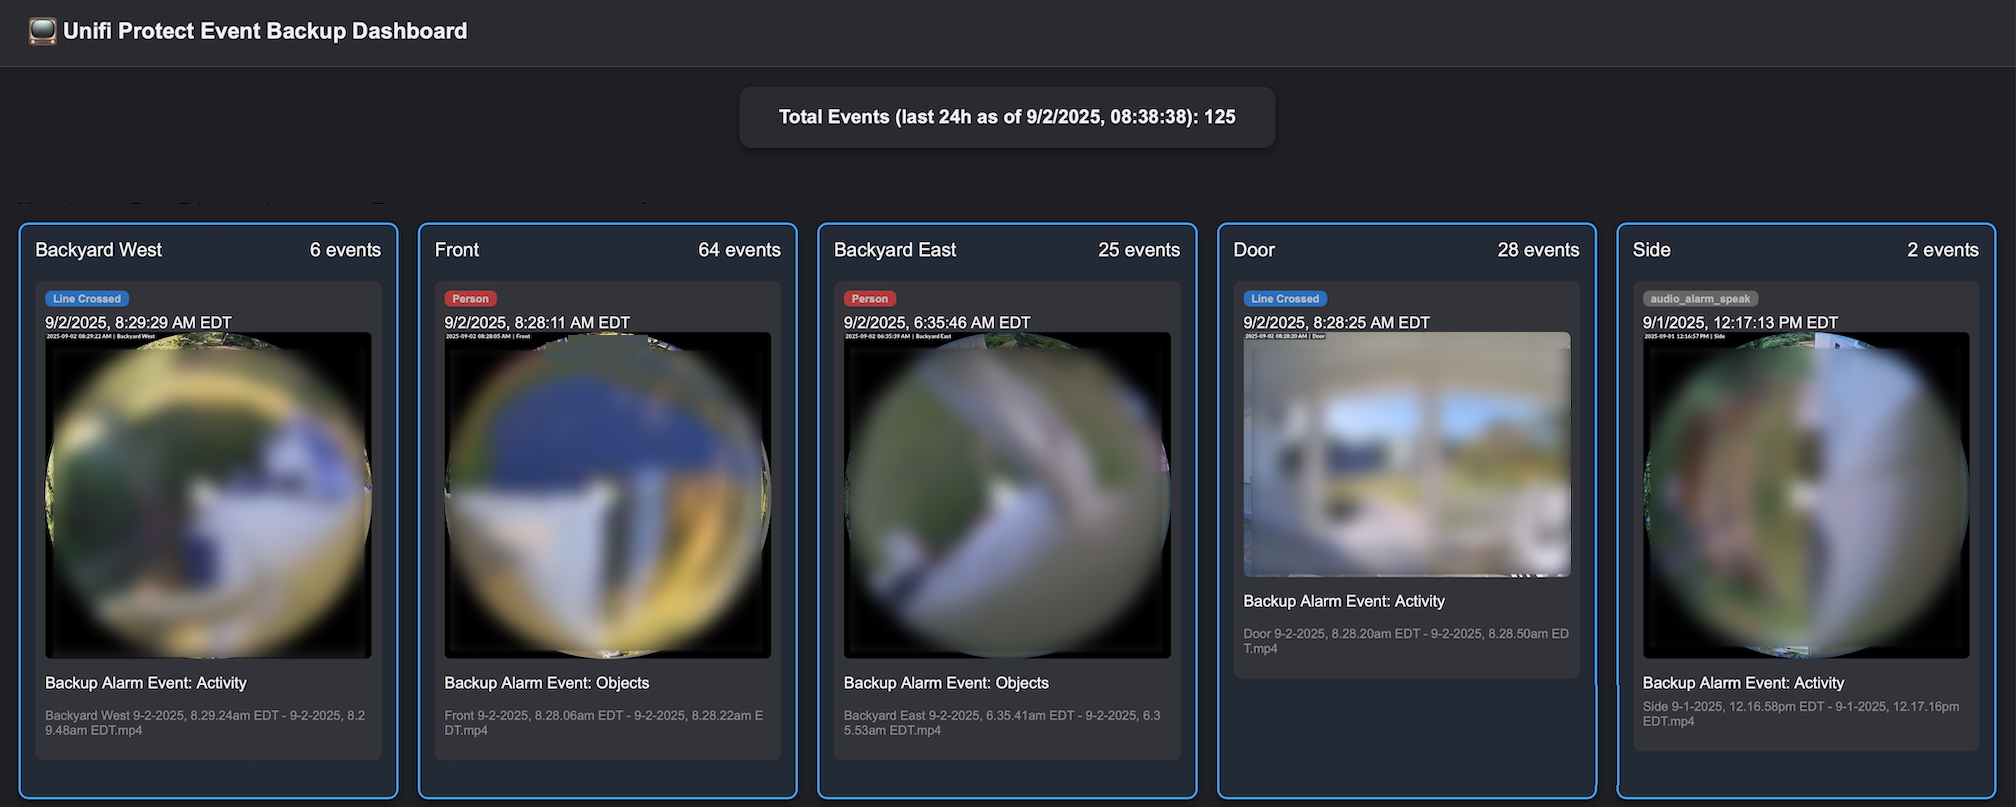 Unifi Protect Event Backup Dashboard
Total Events (last 24h as of 9/2/2025, 08:38:38): 125
Backyard West 6 events
Line Crossed
9/2/2025, 8:29:29 AM EDT
2025-09-02 08:29:22 AM | Backyard West
Backup Alarm Event: Activity
Backyard West 9-2-2025, 8.29.24am EDT - 9-2-2025, 8.2
9.48am EDT.mp4
Front 64 events
Person
9/2/2025, 8:28:11 AM EDT
2025-09-02 08:28:05 AM | Front
Backup Alarm Event: Objects
Front 9-2-2025, 8.28.06am EDT - 9-2-2025, 8.28.22am E
DT.mp4
Backyard East 25 events
Person
9/2/2025, 6:35:46 AM EDT
2025-09-02 06:35:39 AM | Backyard East
Backup Alarm Event: Objects
Backyard East 9-2-2025, 6.35.41am EDT - 9-2-2025, 6.3
5.53am EDT.mp4
Door 28 events
Line Crossed
9/2/2025, 8:28:25 AM EDT
2025-09-02 08:28:20 AM | Door
Backup Alarm Event: Activity
Door 9-2-2025, 8.28.20am EDT - 9-2-2025, 8.28.50am ED
T.mp4
Side 2 events
audio_alarm_speak
9/1/2025, 12:17:13 PM EDT
2025-09-01 12:16:57 PM | Side
Backup Alarm Event: Activity
Side 9-1-2025, 12.16.58pm EDT - 9-1-2025, 12.17.16pm
EDT.mp4